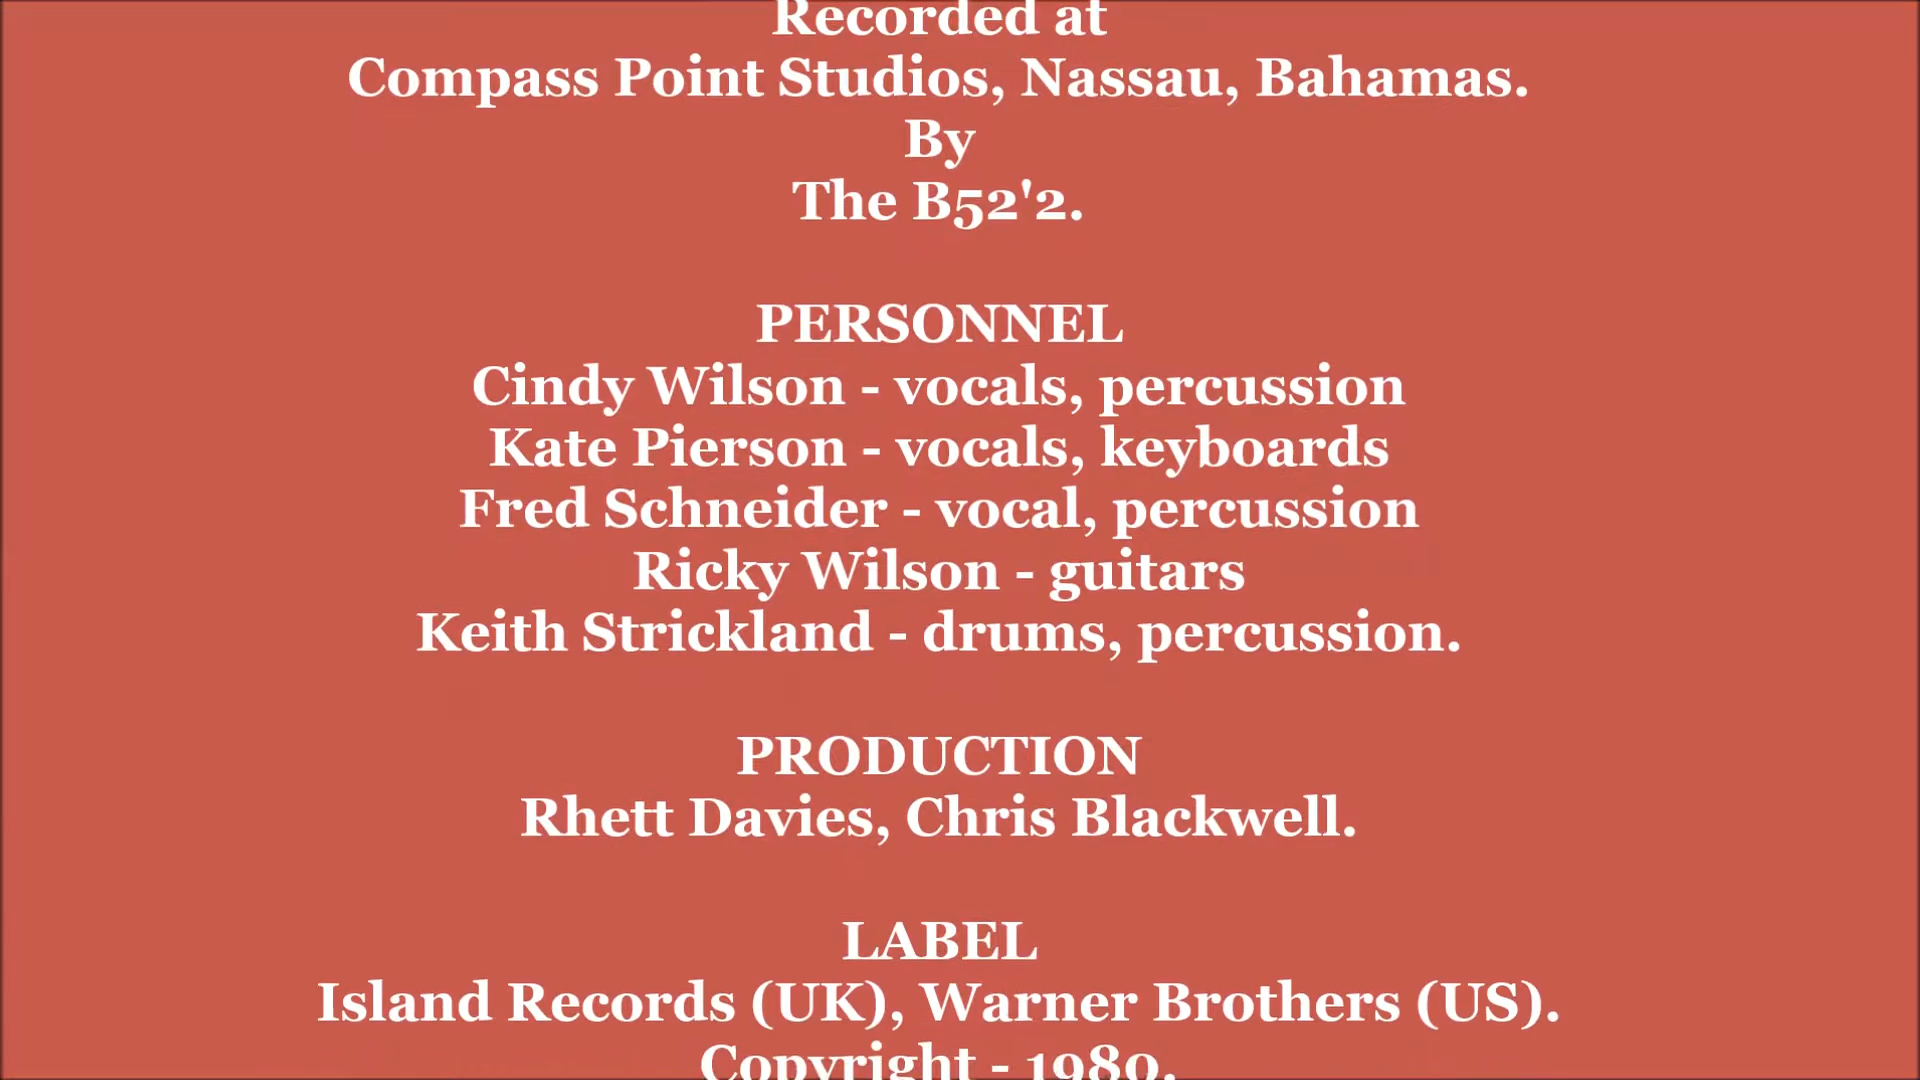 Recorded at
Compass Point Studios, Nassau, Bahamas.
By
The B52'2.
PERSONNEL
Cindy Wilson - vocals, percussion
Kate Pierson - vocals, keyboards
Fred Schneider - vocal, percussion
Ricky Wilson - guitars
Keith Strickland - drums, percussion.
PRODUCTION
Rhett Davies, Chris Blackwell.
LABEL
Island Records (UK), Warner Brothers (US).
Copyright - 1980.